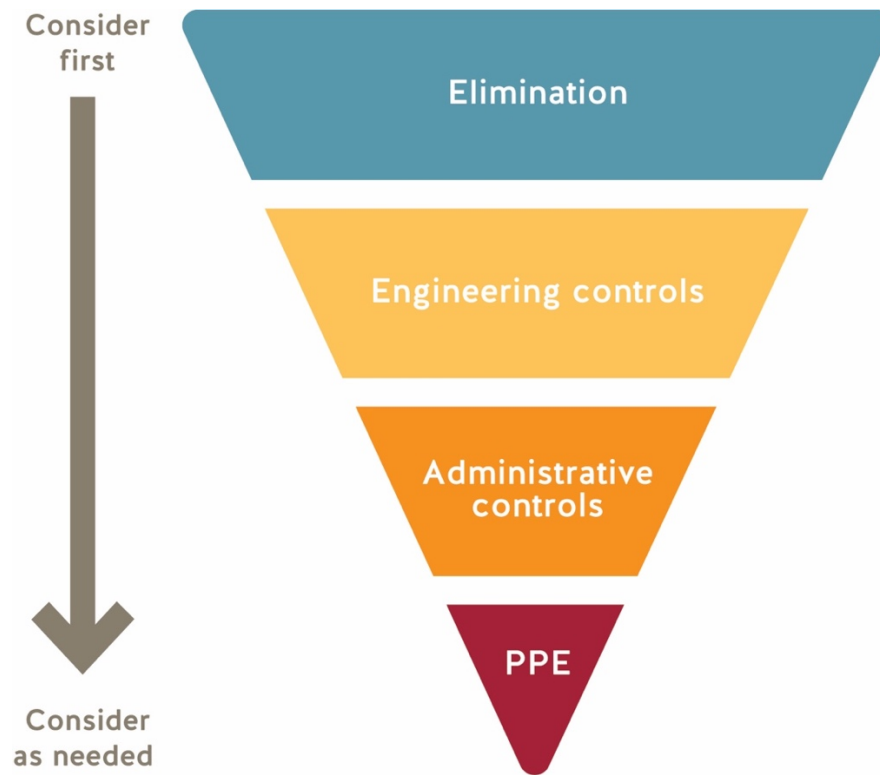 Consider
first
Elimination
Engineering controls
Administrative
controls
PPE
Consider
as needed